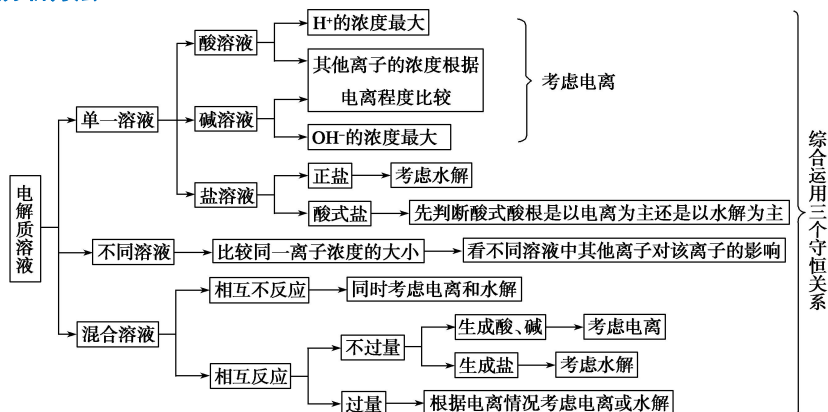 电解质溶液
单一溶液
酸溶液
H⁺的浓度最大
其他离子的浓度根据
电离程度比较
碱溶液
OH⁻的浓度最大
考虑电离
盐溶液
正盐
考虑水解
酸式盐
先判断酸式酸根是以电离为主还是以水解为主
不同溶液
比较同一离子浓度的大小
看不同溶液中其他离子对该离子的影响
混合溶液
相互不反应
同时考虑电离和水解
相互反应
不过量
生成酸、碱
考虑电离
生成盐
考虑水解
过量
根据电离情况考虑电离或水解
综合运用三个守恒关系